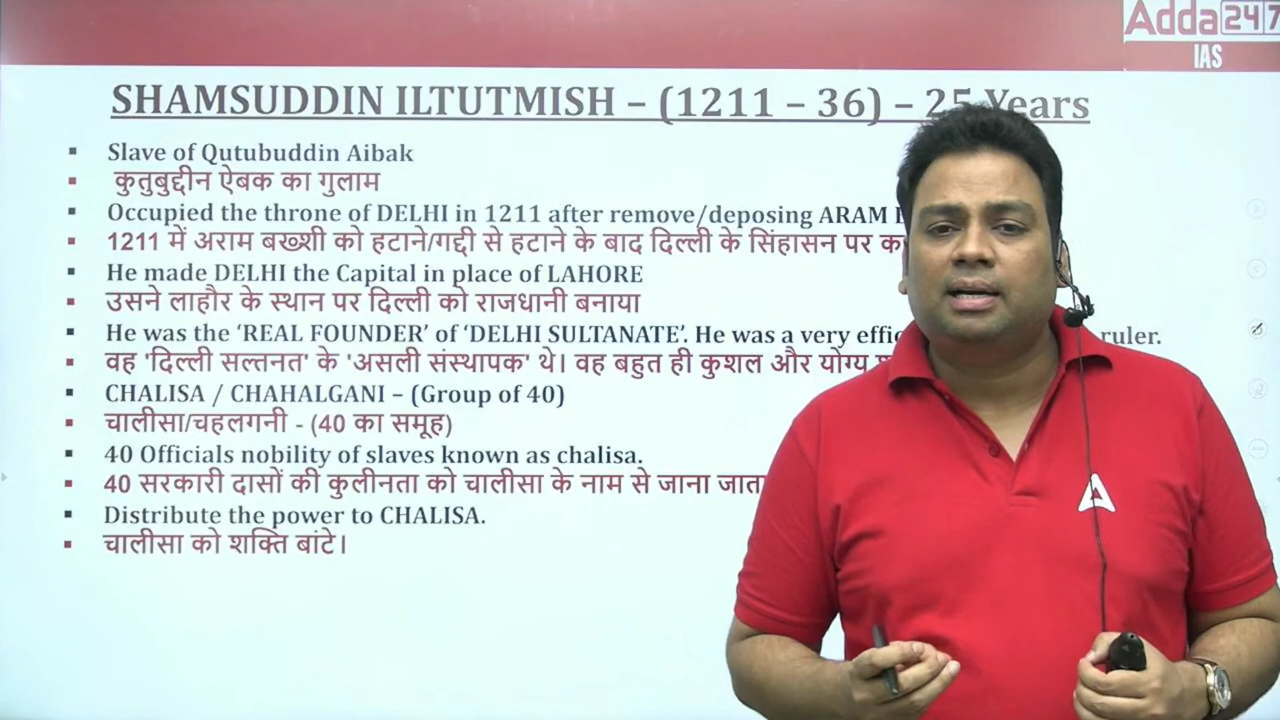 Adda247
IAS
SHAMSUDDIN ILTUTMISH – (1211 – 36) – 25 Years
▪ Slave of Qutubuddin Aibak
▪ कुतुबुद्दीन ऐबक का गुलाम
▪ Occupied the throne of DELHI in 1211 after remove/deposing ARAM
▪ 1211 में अराम बख्शी को हटाने/गद्दी से हटाने के बाद दिल्ली के सिंहासन पर
▪ He made DELHI the Capital in place of LAHORE
▪ उसने लाहौर के स्थान पर दिल्ली को राजधानी बनाया
▪ He was the ‘REAL FOUNDER’ of ‘DELHI SULTANATE’. He was a very ruler.
▪ वह 'दिल्ली सल्तनत' के 'असली संस्थापक' थे। वह बहुत ही कुशल और योग्य
▪ CHALISA / CHAHALGANI – (Group of 40)
▪ चालीसा/चहलगनी - (40 का समूह)
▪ 40 Officials nobility of slaves known as chalisa.
▪ 40 सरकारी दासों की कुलीनता को चालीसा के नाम से जाना जाता
▪ Distribute the power to CHALISA.
▪ चालीसा को शक्ति बांटे।